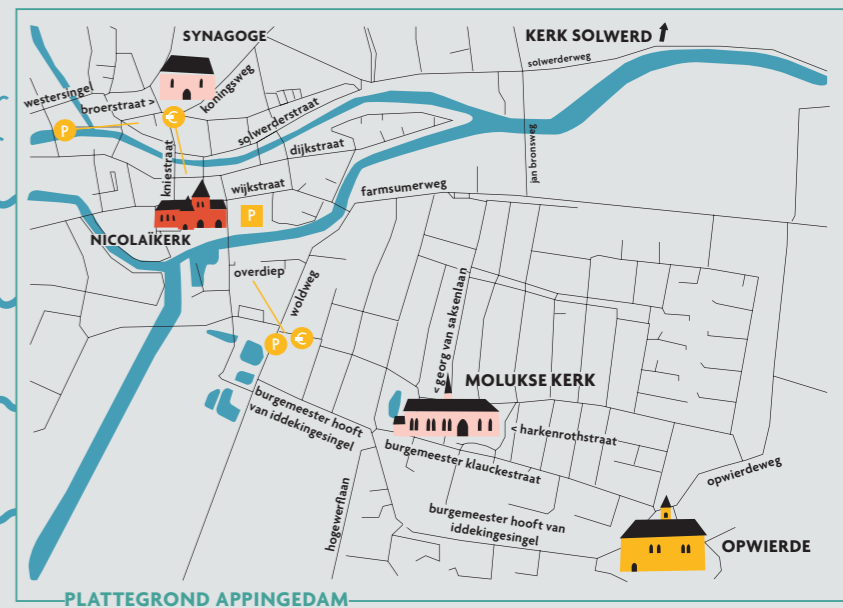 SYNAGOGE
KERK SOLWERD
solwerderweg
westersingel
broerstraat >
koningsweg
€
P
solwerderstraat
dijkstraat
jan bronsweg
kniestraat
wijkstraat
farmsumerweg
P
NICOLAÏKERK
overdiep
woldweg
< georg van saksenlaan
P
€
MOLUKSE KERK
burgemeester hooft
van iddekingesingel
< harkenrothstraat
burgemeester klauckestraat
opwierdeweg
hogewerflaan
burgemeester hooft van
iddekingesingel
OPWIERDE
PLATTEGROND APPINGEDAM